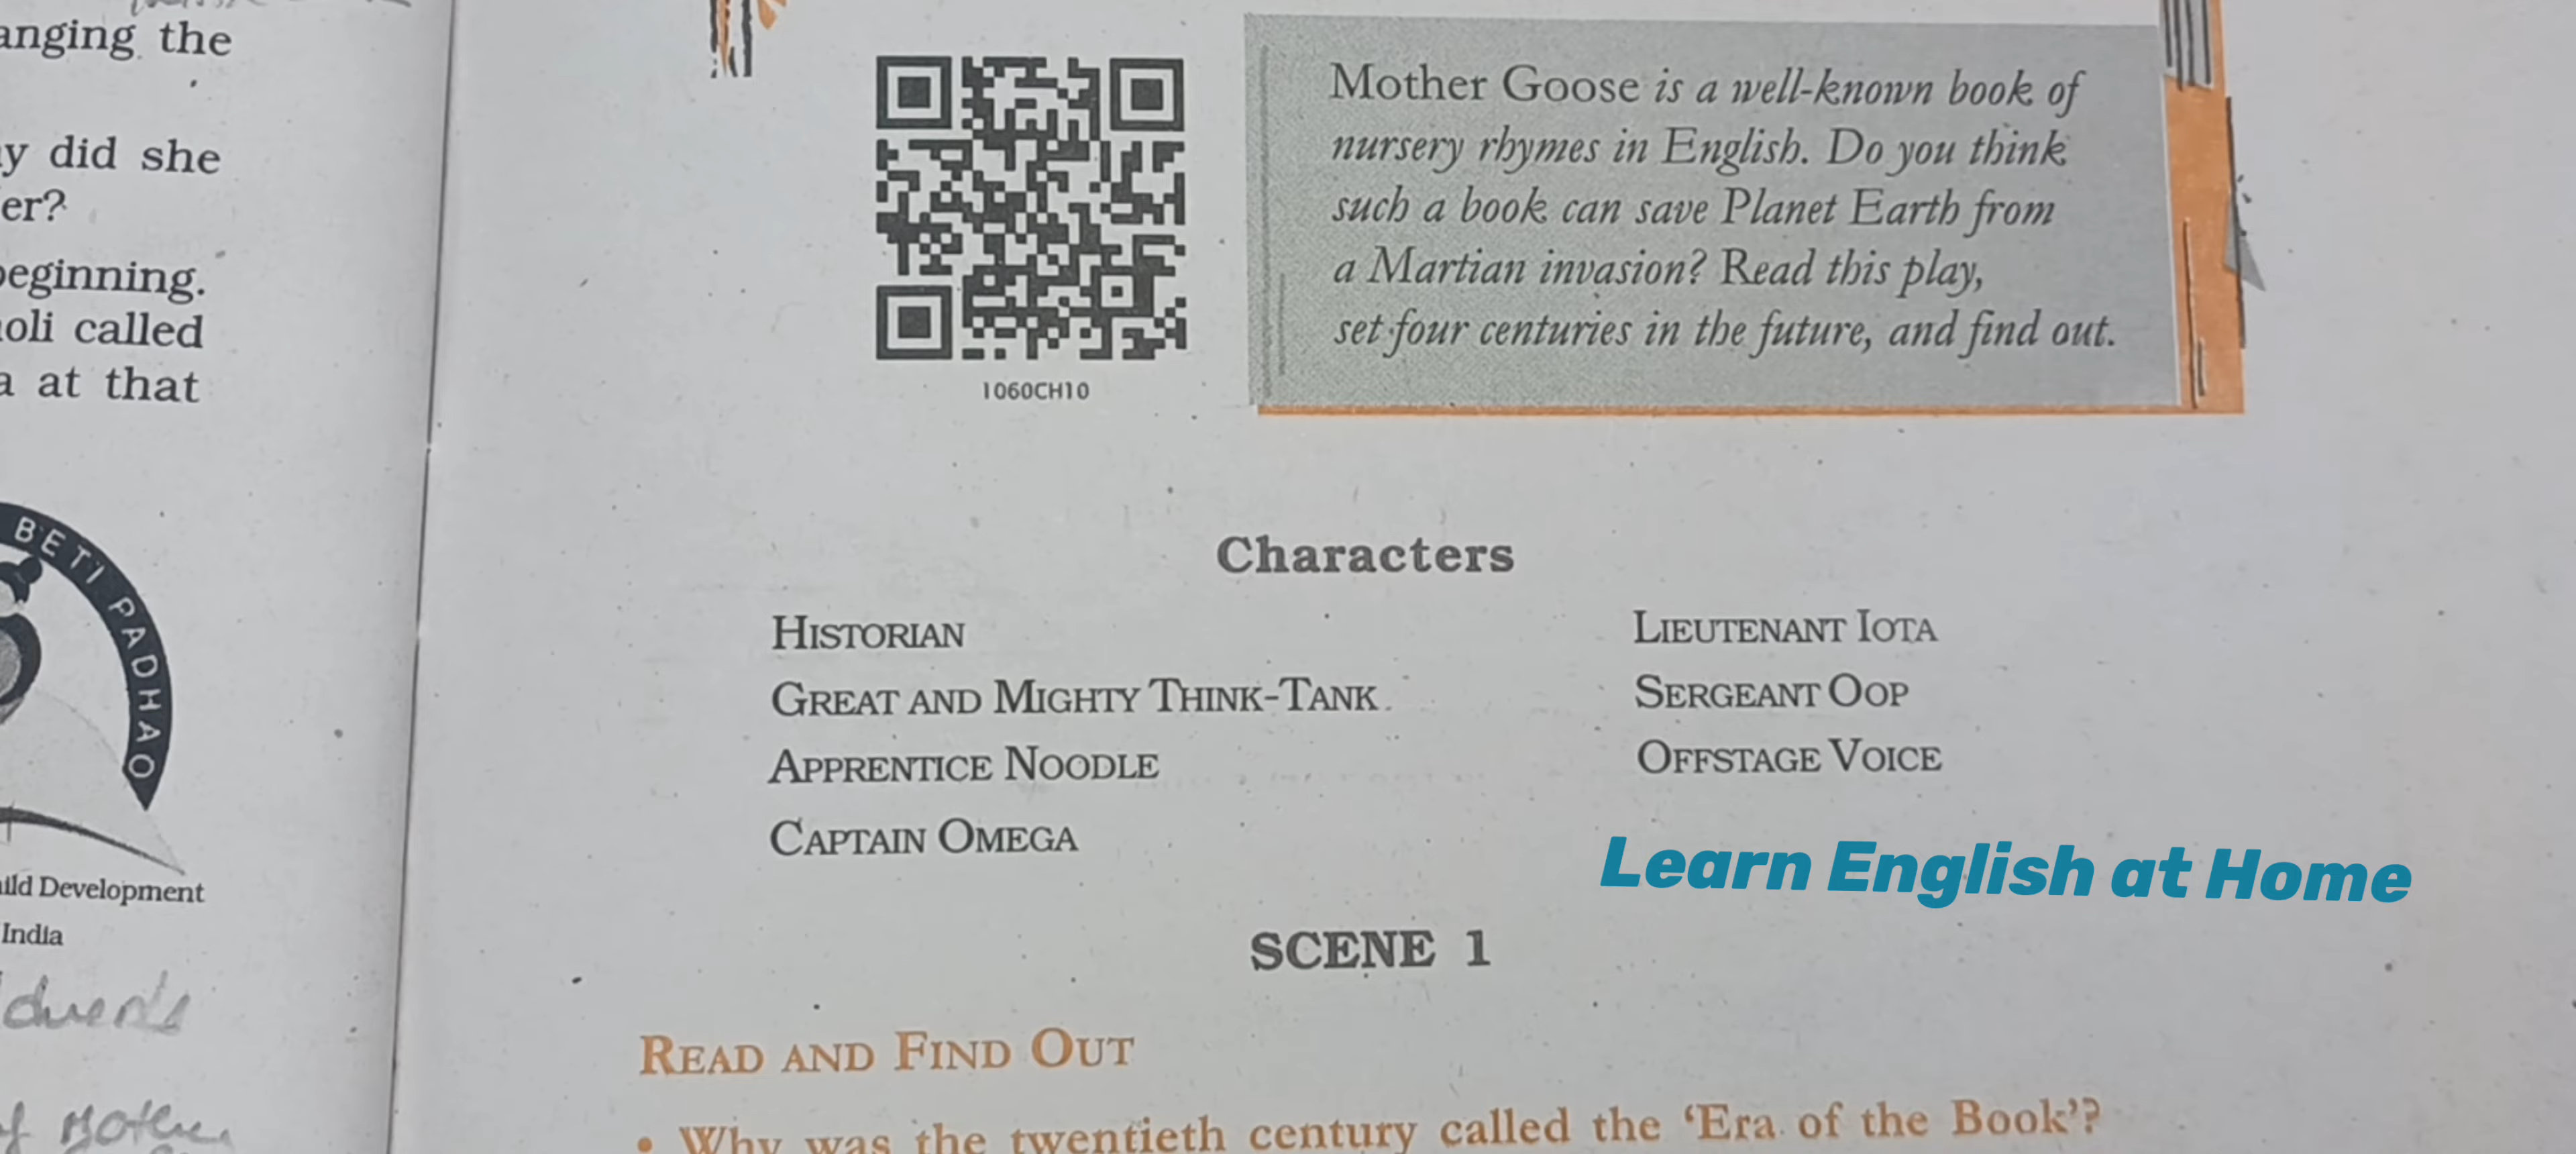 anging the
y did she
er?
beginning.
oli called
a at that
BETI PADHAO
ild Development
India
1060CH10
Mother Goose is a well-known book of
nursery rhymes in English. Do you think
such a book can save Planet Earth from
a Martian invasion? Read this play,
set four centuries in the future, and find out.
Characters
HISTORIAN
GREAT AND MIGHTY THINK-TANK
APPRENTICE NOODLE
CAPTAIN OMEGA
LIEUTENANT IOTA
SERGEANT OOP
OFFSTAGE VOICE
Learn English at Home
SCENE 1
READ AND FIND OUT
• Why was the twentieth century called the ‘Era of the Book’?